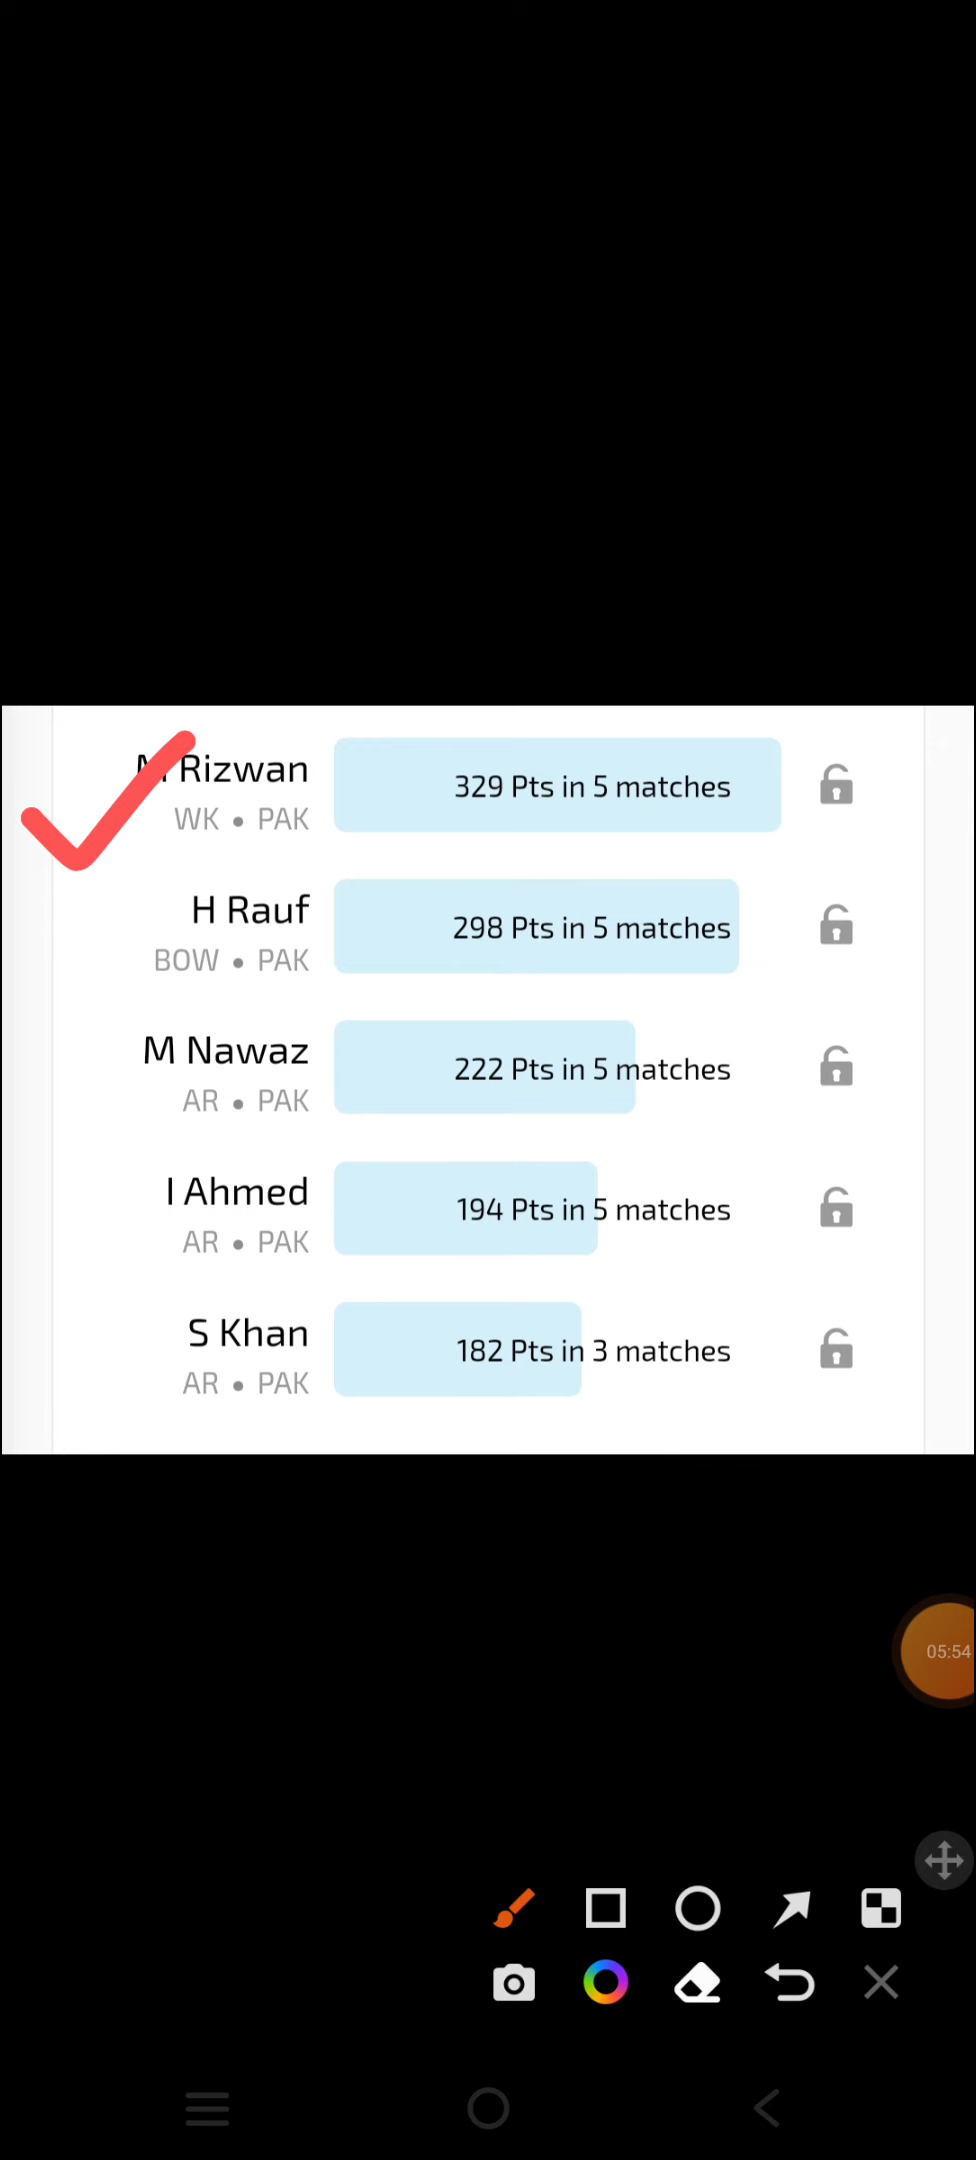 M Rizwan
329 Pts in 5 matches
WK • PAK
H Rauf
298 Pts in 5 matches
BOW • PAK
M Nawaz
222 Pts in 5 matches
AR • PAK
I Ahmed
194 Pts in 5 matches
AR • PAK
S Khan
182 Pts in 3 matches
AR • PAK
05:54